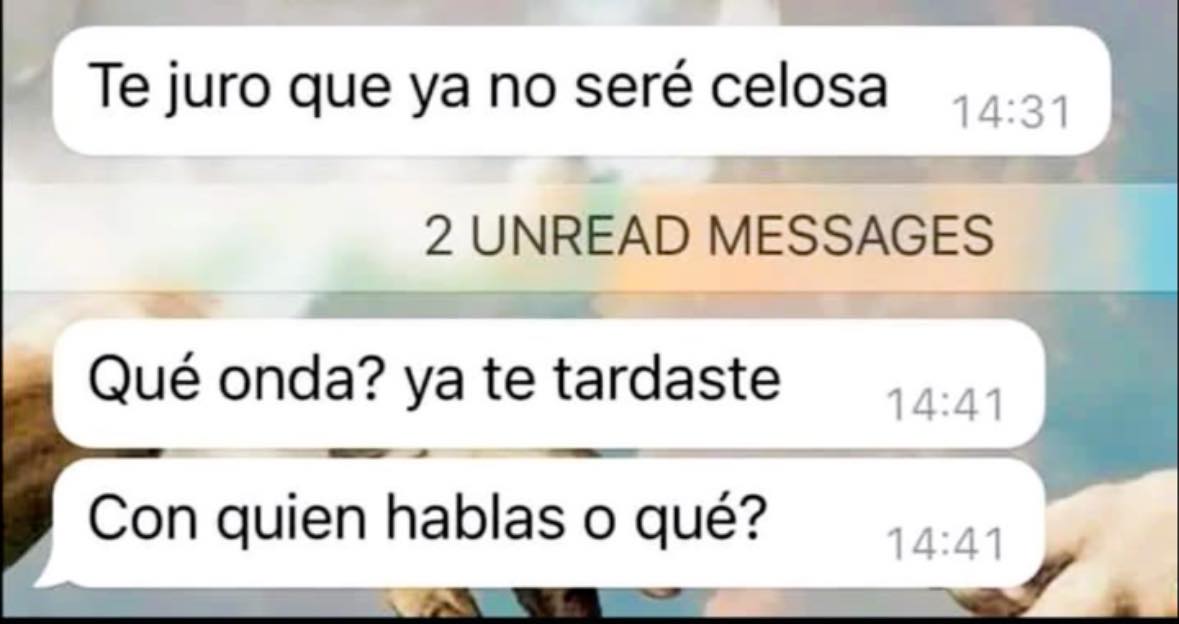 Te juro que ya no seré celosa
14:31
2 UNREAD MESSAGES
Qué onda? ya te tardaste
14:41
Con quien hablas o qué?
14:41